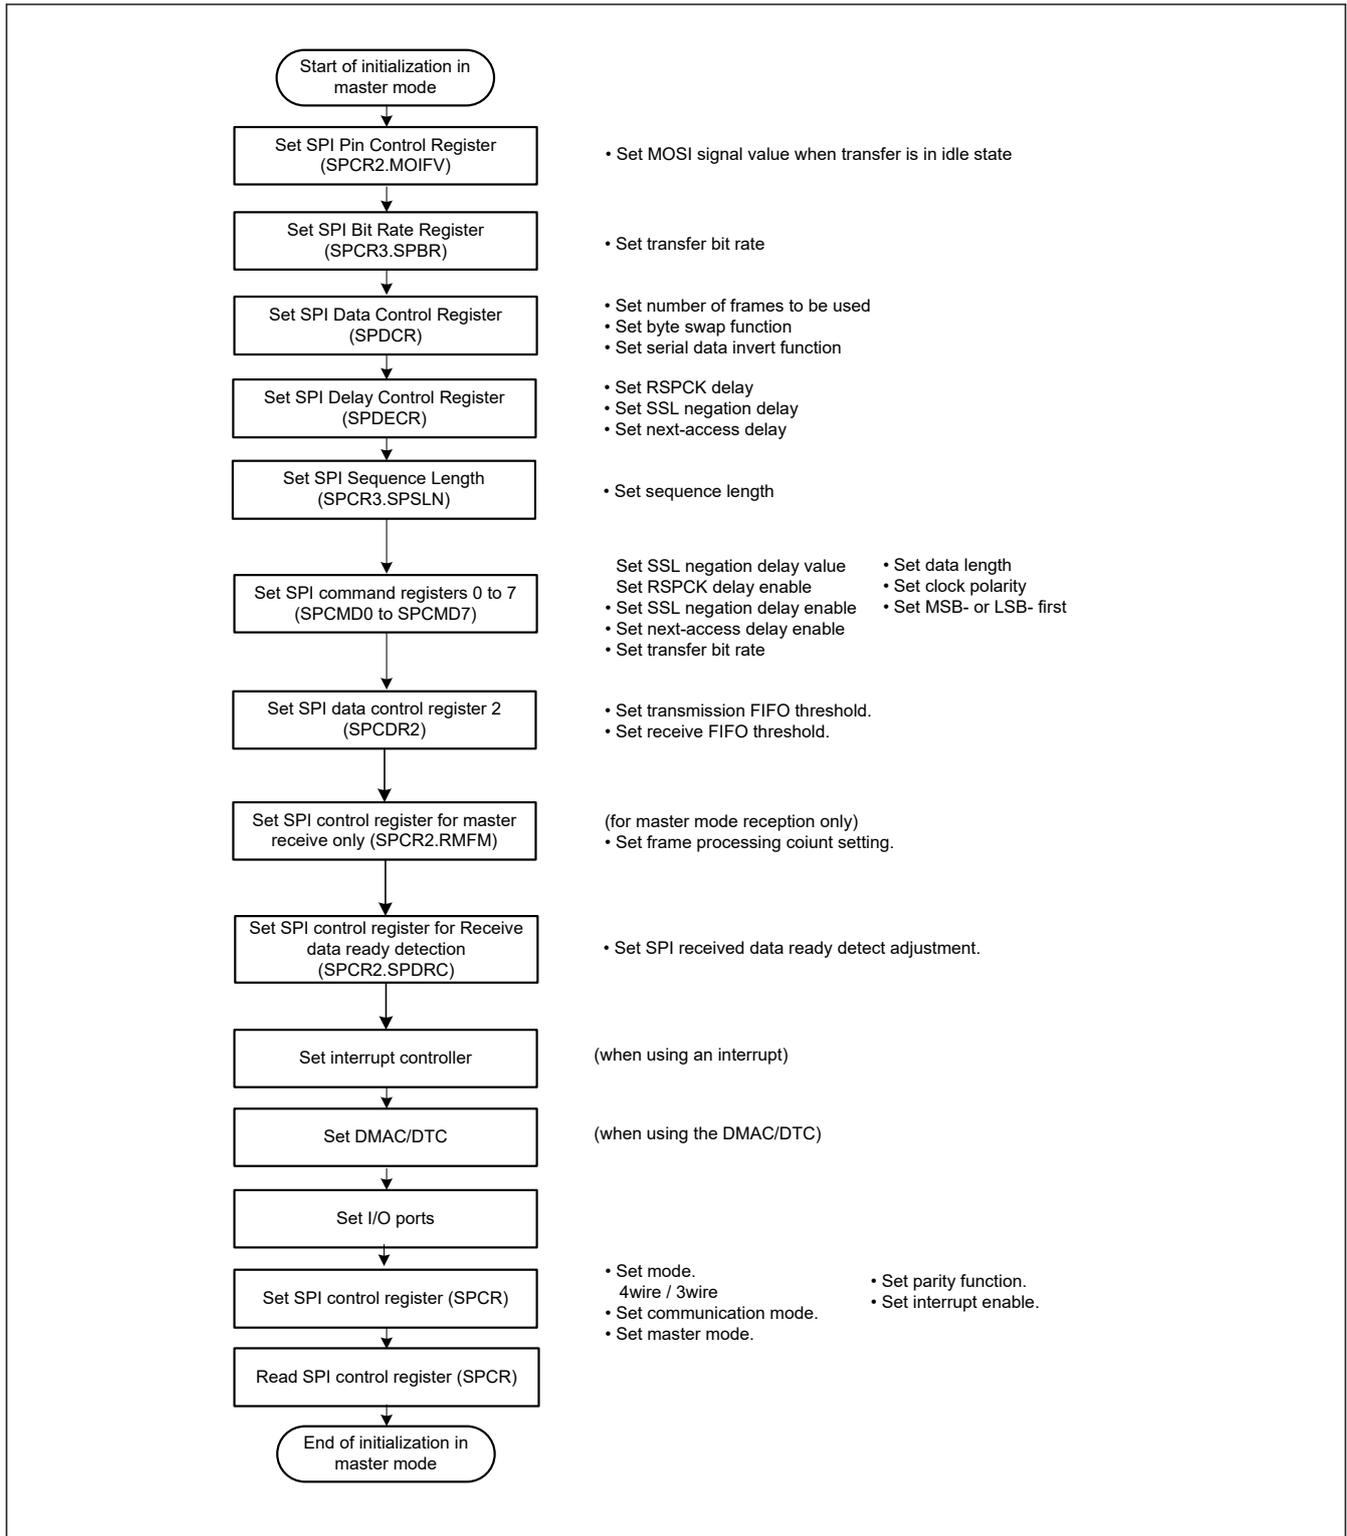 Start of initialization in
master mode
Set SPI Pin Control Register
(SPCR2.MOIFV)
• Set MOSI signal value when transfer is in idle state
Set SPI Bit Rate Register
(SPCR3.SPBR)
• Set transfer bit rate
Set SPI Data Control Register
(SPDCR)
• Set number of frames to be used
• Set byte swap function
• Set serial data invert function
Set SPI Delay Control Register
(SPDECR)
• Set RSPCK delay
• Set SSL negation delay
• Set next-access delay
Set SPI Sequence Length
(SPCR3.SPSLN)
• Set sequence length
Set SPI command registers 0 to 7
(SPCMD0 to SPCMD7)
Set SSL negation delay value
Set RSPCK delay enable
• Set SSL negation delay enable
• Set next-access delay enable
• Set transfer bit rate
• Set data length
• Set clock polarity
• Set MSB- or LSB- first
Set SPI data control register 2
(SPCDR2)
• Set transmission FIFO threshold.
• Set receive FIFO threshold.
Set SPI control register for master
receive only (SPCR2.RMFM)
(for master mode reception only)
• Set frame processing coiunt setting.
Set SPI control register for Receive
data ready detection
(SPCR2.SPDRC)
• Set SPI received data ready detect adjustment.
Set interrupt controller
(when using an interrupt)
Set DMAC/DTC
(when using the DMAC/DTC)
Set I/O ports
Set SPI control register (SPCR)
• Set mode.
4wire / 3wire
• Set communication mode.
• Set master mode.
• Set parity function.
• Set interrupt enable.
Read SPI control register (SPCR)
End of initialization in
master mode